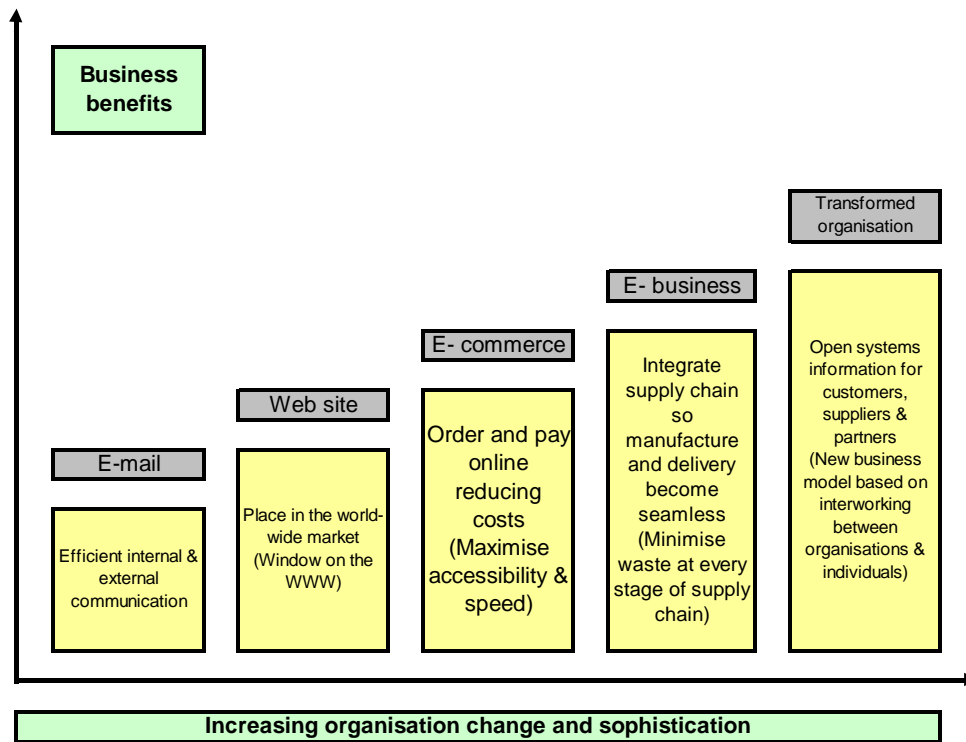 Business
benefits
Transformed
organisation
E- business
E- commerce
Web site
E-mail
Efficient internal &
external
communication
Place in the world-
wide market
(Window on the
WWW)
Order and pay
online
reducing
costs
(Maximise
accessibility &
speed)
Integrate
supply chain
so
manufacture
and delivery
become
seamless
(Minimise
waste at every
stage of supply
chain)
Open systems
information for
customers,
suppliers &
partners
(New business
model based on
interworking
between
organisations &
individuals)
Increasing organisation change and sophistication